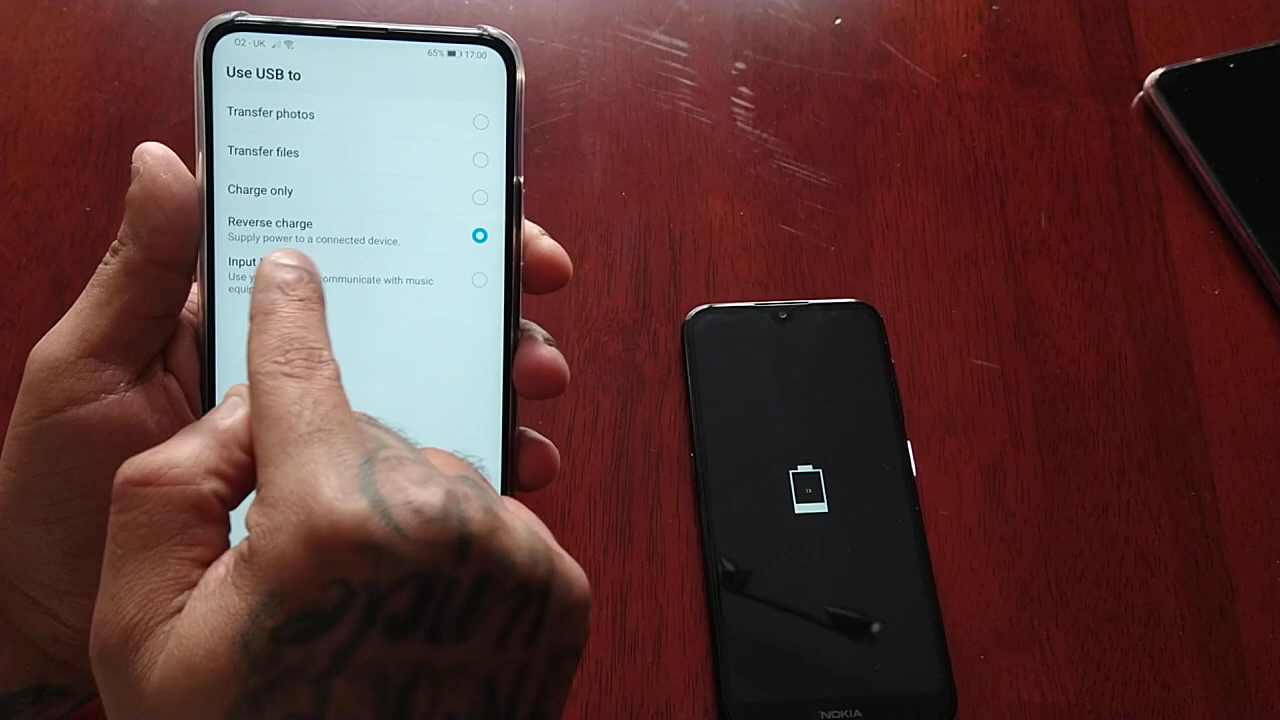 O2 - UK
65% 17:00
Use USB to
Transfer photos
Transfer files
Charge only
Reverse charge
Supply power to a connected device.
Input
Use communicate with music
NOKIA